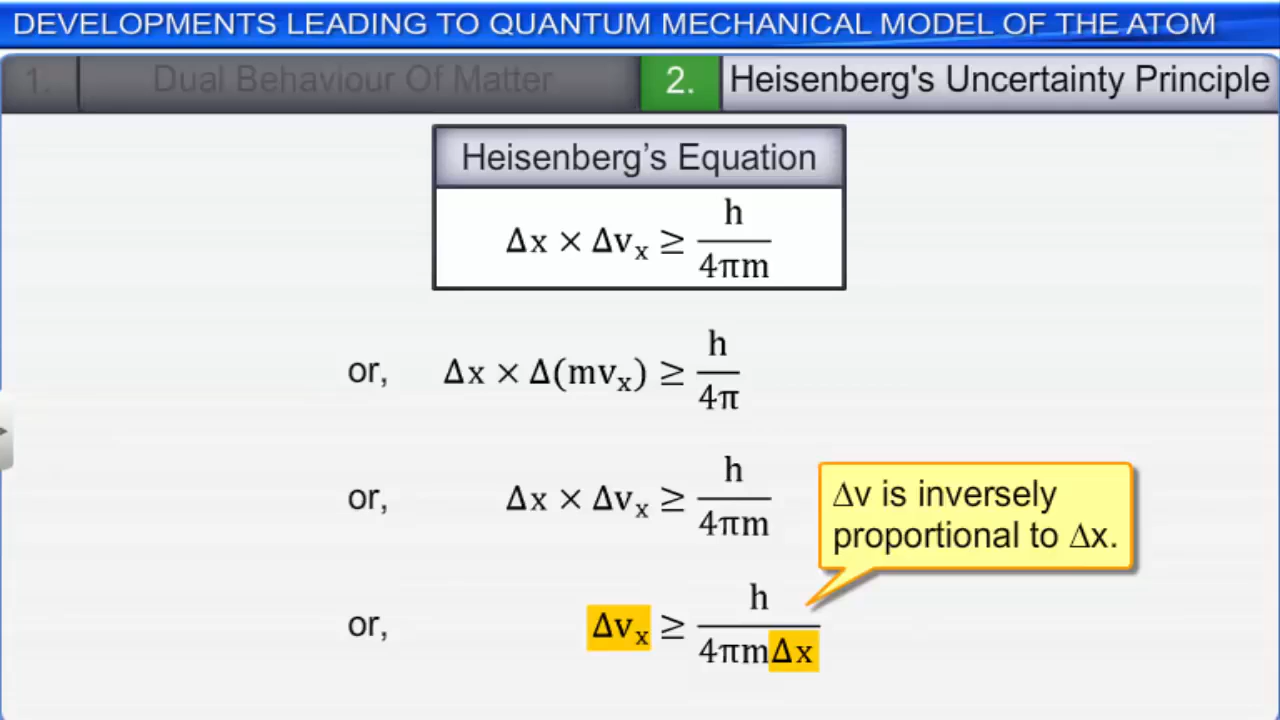 DEVELOPMENTS LEADING TO QUANTUM MECHANICAL MODEL OF THE ATOM
1. Dual Behaviour Of Matter 2. Heisenberg's Uncertainty Principle
Heisenberg’s Equation
Δx × Δvₓ ≥ h/4πm
or, Δx × Δ(mvₓ) ≥ h/4π
or, Δx × Δvₓ ≥ h/4πm
Δv is inversely
proportional to Δx.
or, Δvₓ ≥ h/4πmΔx